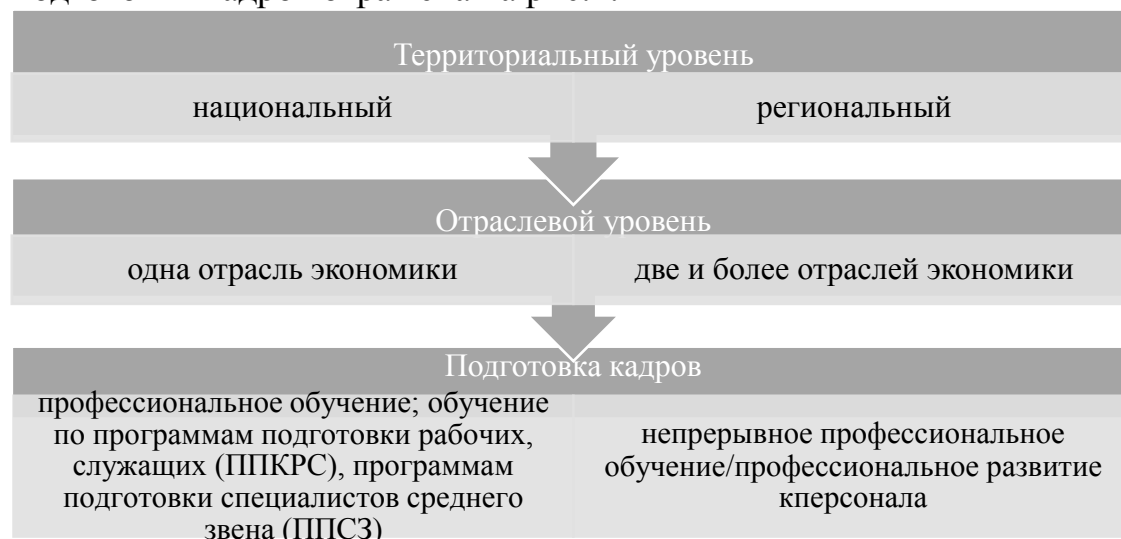 Территориальный уровень
национальный
региональный
Отраслевой уровень
одна отрасль экономики
две и более отраслей экономики
Подготовка кадров
профессиональное обучение; обучение
по программам подготовки рабочих,
служащих (ППКРС), программам
подготовки специалистов среднего
звена (ППСЗ)
непрерывное профессиональное
обучение/профессиональное развитие
кперсонала